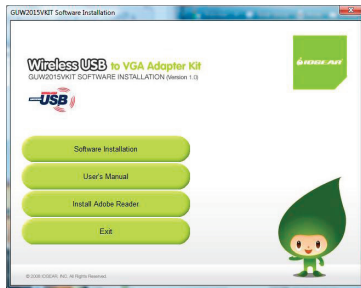 GUW2015VKIT Software Installation
Wireless USB to VGA Adapter Kit
GUW2015VKIT SOFTWARE INSTALLATION (Version 1.0)
IOGEAR
USB
Software Installation
User's Manual
Install Adobe Reader
Exit
© 2008 IOGEAR, INC. All Rights Reserved